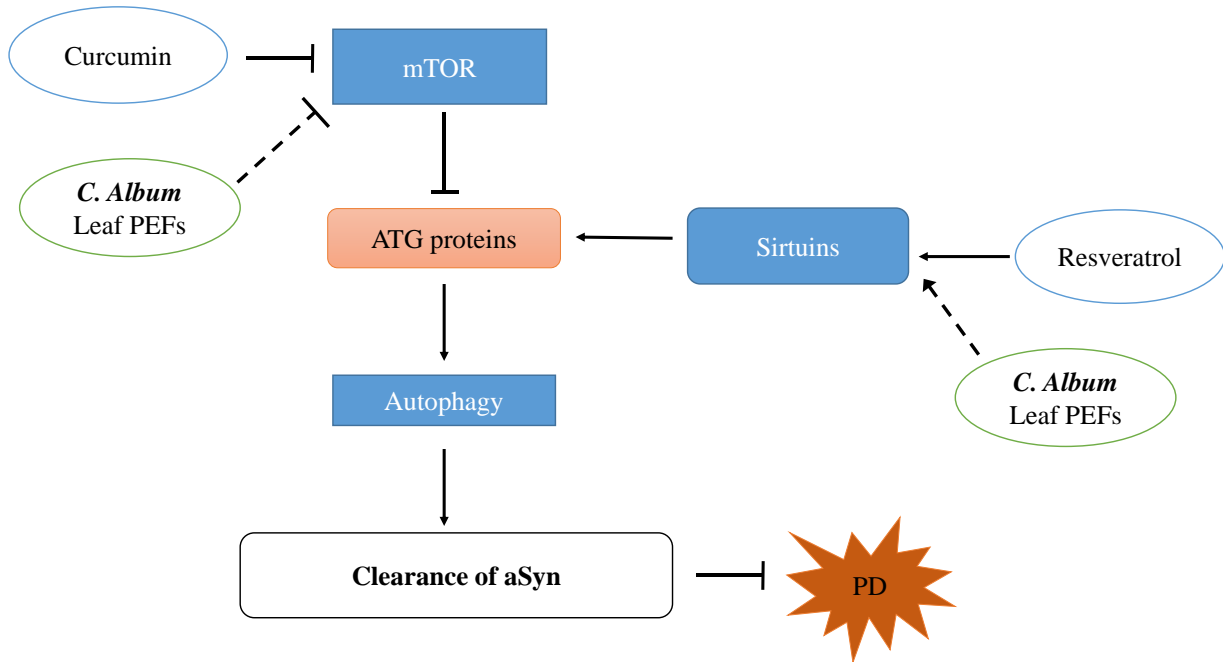 Curcumin
mTOR
C. Album
Leaf PEFs
ATG proteins
Sirtuins
Resveratrol
C. Album
Leaf PEFs
Autophagy
Clearance of aSyn
PD